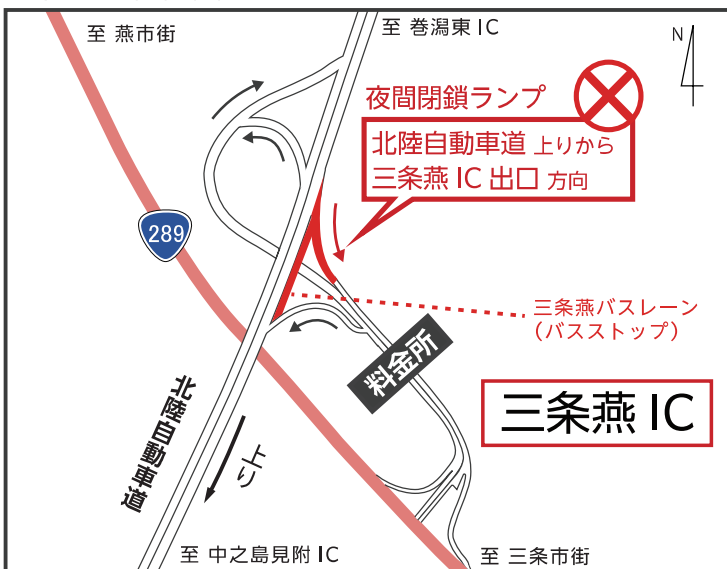 至 燕市街
至 巻潟東 IC
N
夜間閉鎖ランプ
北陸自動車道 上りから
三条燕 IC 出口 方向
289
三条燕バスレーン
(バスストップ)
料金所
三条燕 IC
北陸自動車道
上り
至 中之島見附 IC
至 三条市街